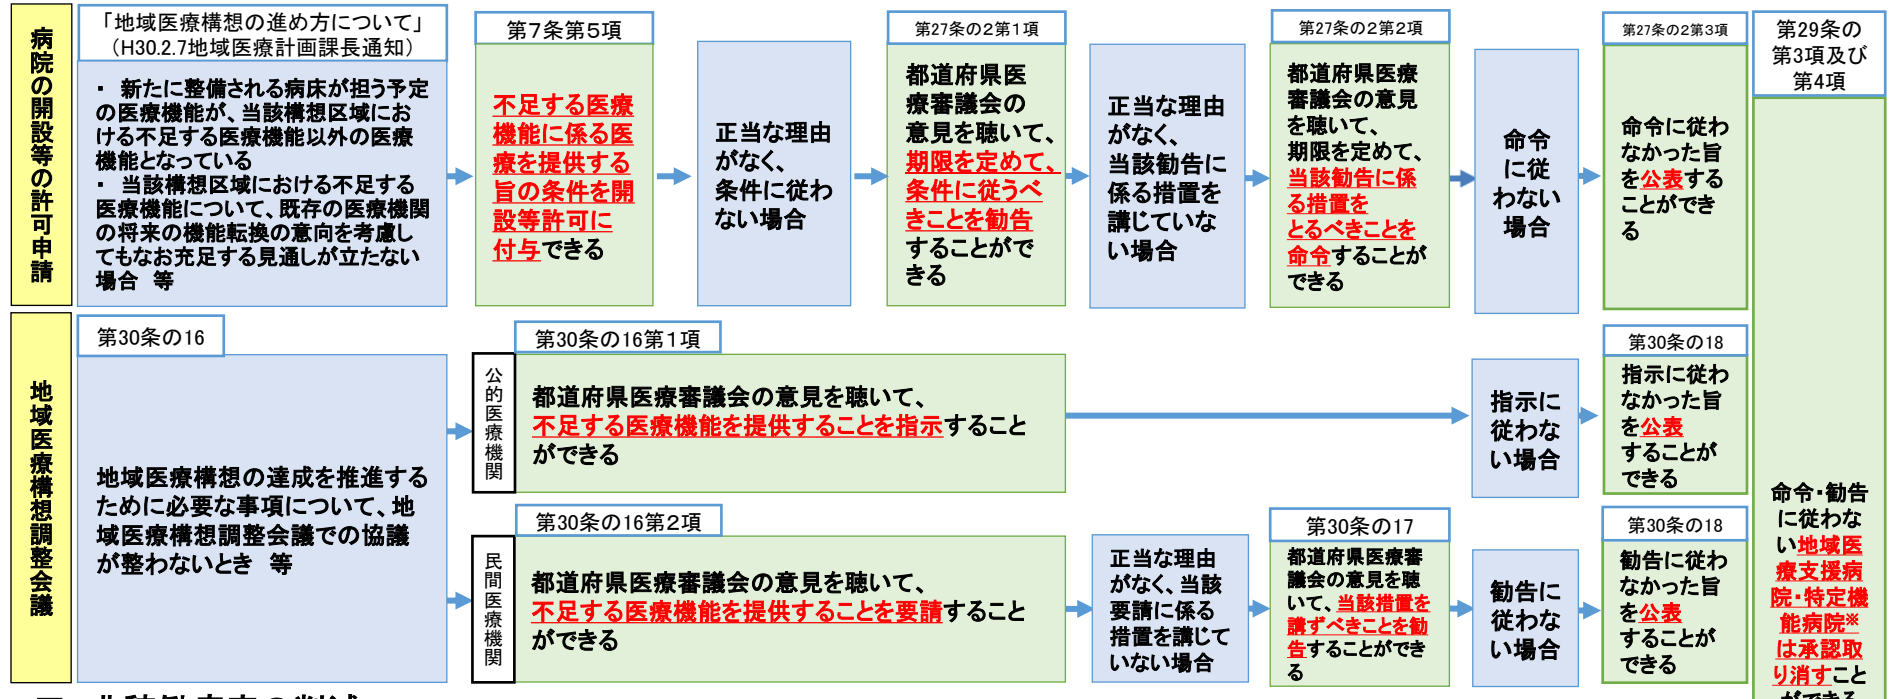 病院の開設等の許可申請
「地域医療構想の進め方について」
(H30.2.7地域医療計画課長通知)
・ 新たに整備される病床が担う予定
の医療機能が、当該構想区域にお
ける不足する医療機能以外の医療
機能となっている
・ 当該構想区域における不足する
医療機能について、既存の医療機関
の将来の機能転換の意向を考慮し
てもなお充足する見通しが立たない
場合 等
第7条第5項
不足する医療
機能に係る医
療を提供する
旨の条件を開
設等許可に
付与できる
正当な理由
がなく、
条件に従わ
ない場合
第27条の2第1項
都道府県医
療審議会の
意見を聴いて、
期限を定めて、
条件に従うべ
きことを勧告
することがで
きる
正当な理由
がなく、
当該勧告に
係る措置を
講じていな
い場合
第27条の2第2項
都道府県医療
審議会の意見
を聴いて、
期限を定めて、
当該勧告に係
る措置を
とるべきことを
命令することが
できる
命令
に従
わない
場合
第27条の2第3項
命令に従わ
なかった旨
を公表する
ことができ
る
第29条の
第3項及び
第4項
命令・勧告
に従わな
い地域医
療支援病
院・特定機
能病院※
は承認取
り消すこと
ができる
地域医療構想調整会議
第30条の16
地域医療構想の達成を推進する
ために必要な事項について、地
域医療構想調整会議での協議
が整わないとき 等
公的医療機関
第30条の16第1項
都道府県医療審議会の意見を聴いて、
不足する医療機能を提供することを指示すること
ができる
指示に
従わな
い場合
第30条の18
指示に従わ
なかった旨
を公表
することが
できる
民間医療機関
第30条の16第2項
都道府県医療審議会の意見を聴いて、
不足する医療機能を提供することを要請すること
ができる
正当な理由
がなく、当該
要請に係る
措置を講じて
いない場合
第30条の17
都道府県医療審
議会の意見を聴
いて、当該措置を
講ずべきことを勧
告することができ
る
勧告に
従わな
い場合
第30条の18
勧告に従わ
なかった旨
を公表
することが
できる